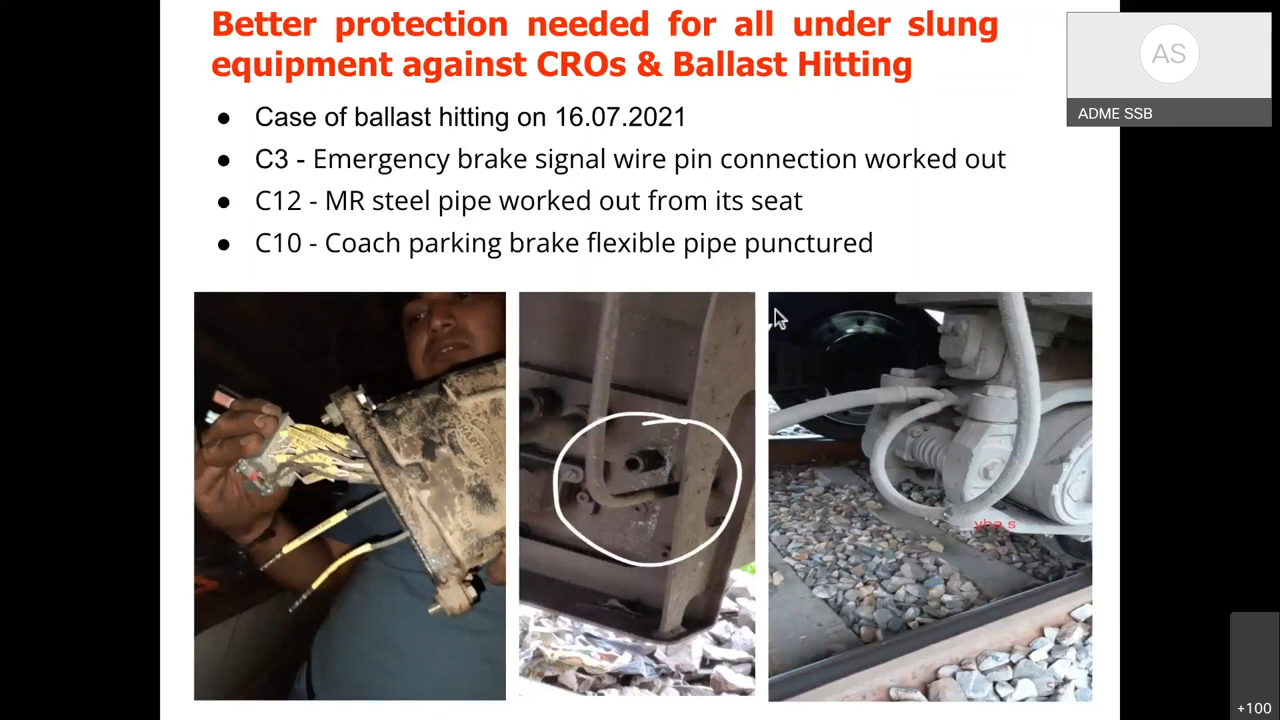 Better protection needed for all under slung
equipment against CROs & Ballast Hitting
● Case of ballast hitting on 16.07.2021
● C3 - Emergency brake signal wire pin connection worked out
● C12 - MR steel pipe worked out from its seat
● C10 - Coach parking brake flexible pipe punctured
AS
ADME SSB
+100